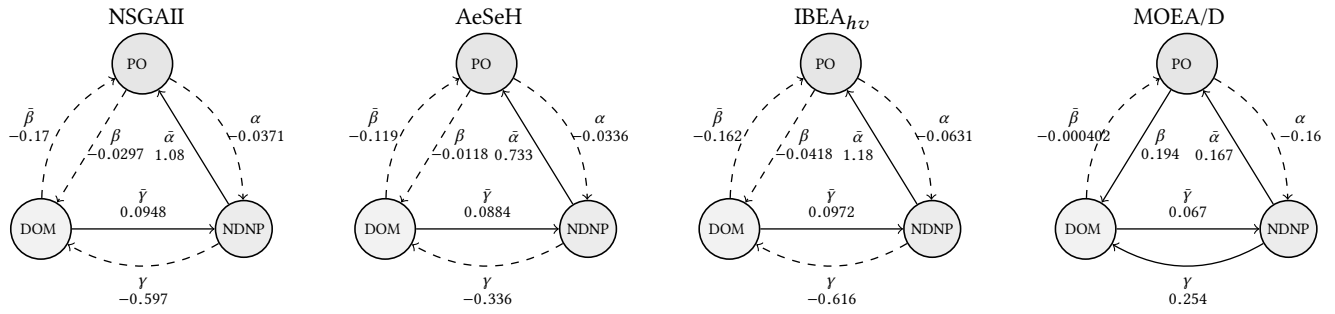 NSGAII
PO
β̄
−0.17
α
−0.0371
β
−0.0297
ᾱ
1.08
γ̄
0.0948
DOM
NDNP
γ
−0.597
AeSeH
PO
β̄
−0.119
α
−0.0336
β
−0.0118
ᾱ
0.733
γ̄
0.0884
DOM
NDNP
γ
−0.336
IBEAhv
PO
β̄
−0.162
α
−0.0631
β
−0.0418
ᾱ
1.18
γ̄
0.0972
DOM
NDNP
γ
−0.616
MOEA/D
PO
β̄
−0.000402
α
−0.16
β
0.194
ᾱ
0.167
γ̄
0.067
DOM
NDNP
γ
0.254